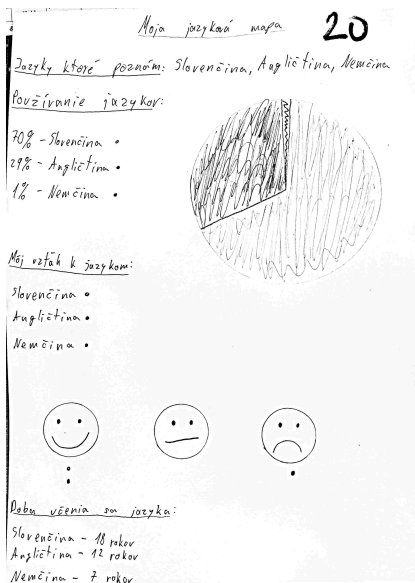 Moja jazyková mapa
20
Jazyky ktoré poznám: Slovenčina, Angličtina, Nemčina
Používanie jazykov:
70% - Slovenčina
29% - Angličtina
1% - Nemčina
Môj vzťah k jazykom:
Slovenčina
Angličtina
Nemčina
Doba učenia sa jazyka:
Slovenčina - 18 rokov
Angličtina - 12 rokov
Nemčina - 7 rokov